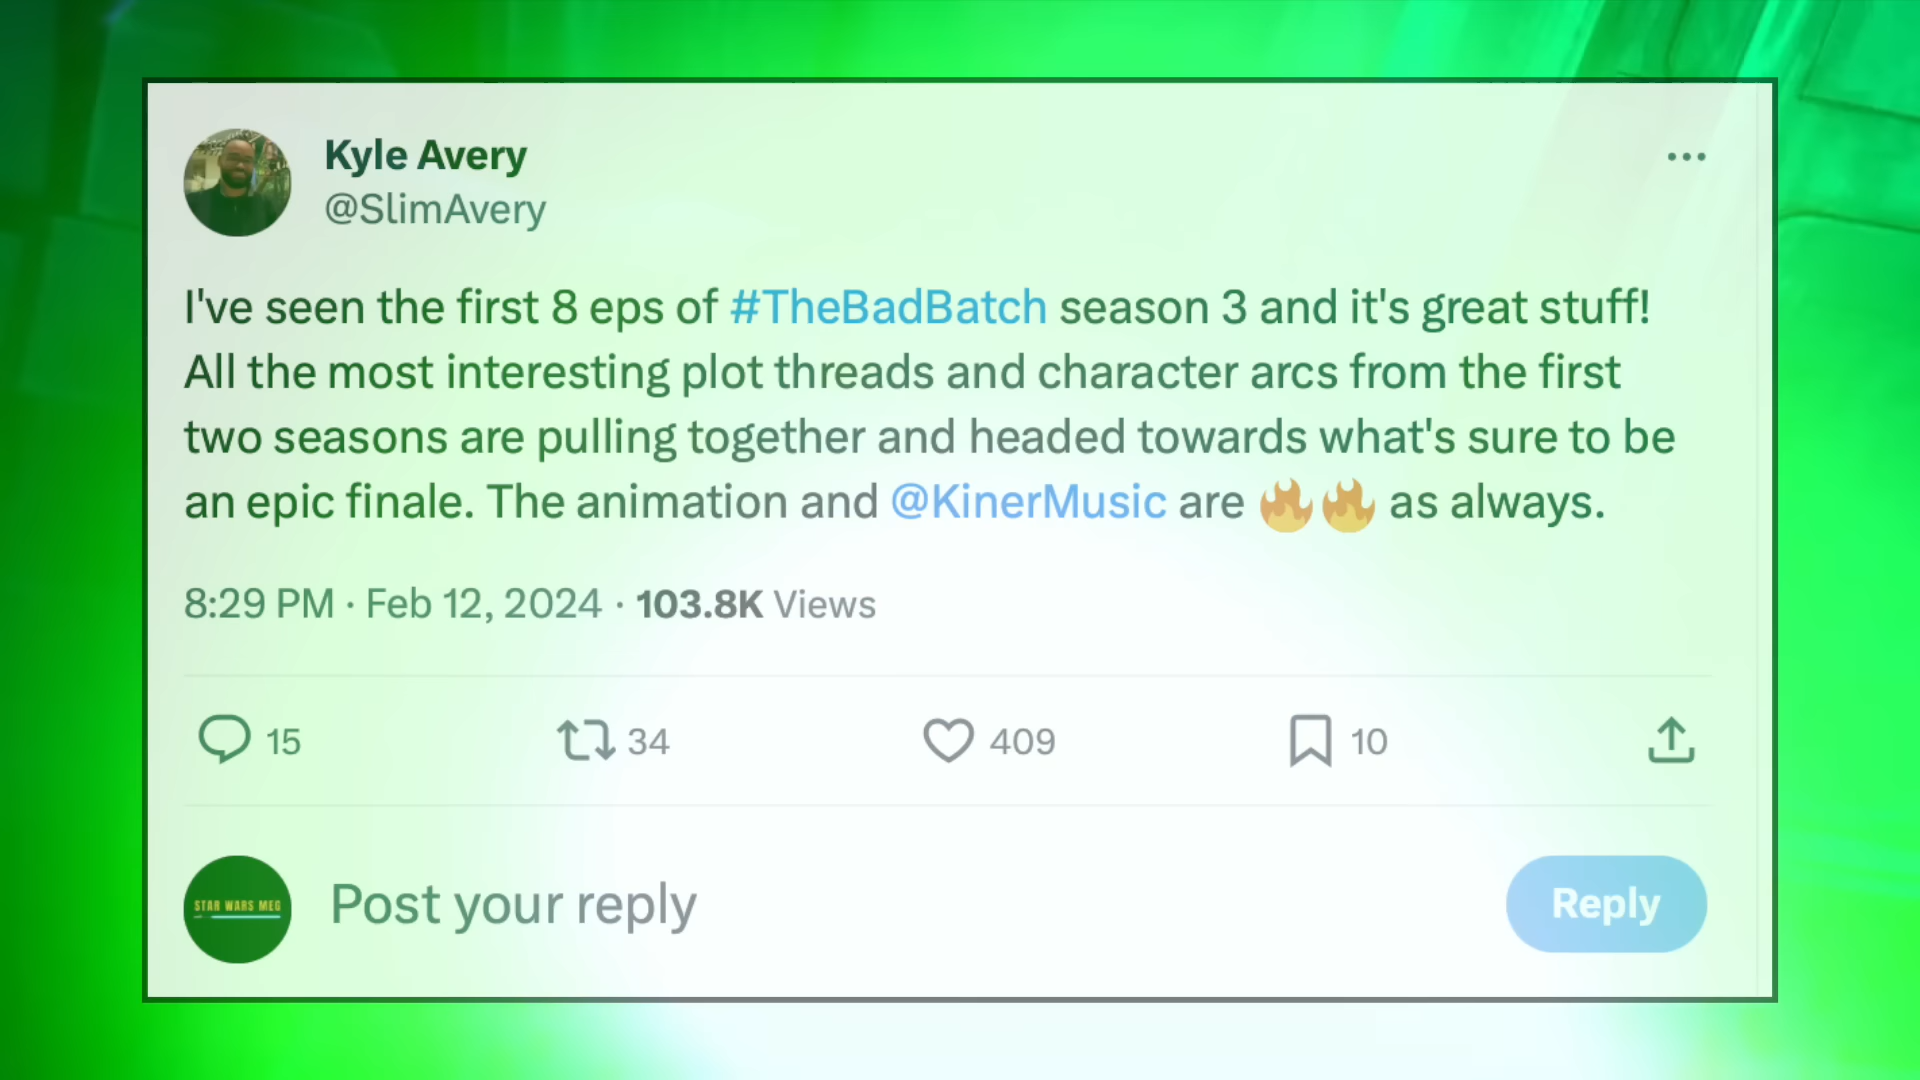 Kyle Avery
@SlimAvery
I've seen the first 8 eps of #TheBadBatch season 3 and it's great stuff!
All the most interesting plot threads and character arcs from the first
two seasons are pulling together and headed towards what's sure to be
an epic finale. The animation and @KinerMusic are 🔥🔥 as always.
8:29 PM · Feb 12, 2024 · 103.8K Views
15 34 409 10
STAR WARS MEG
Post your reply
Reply